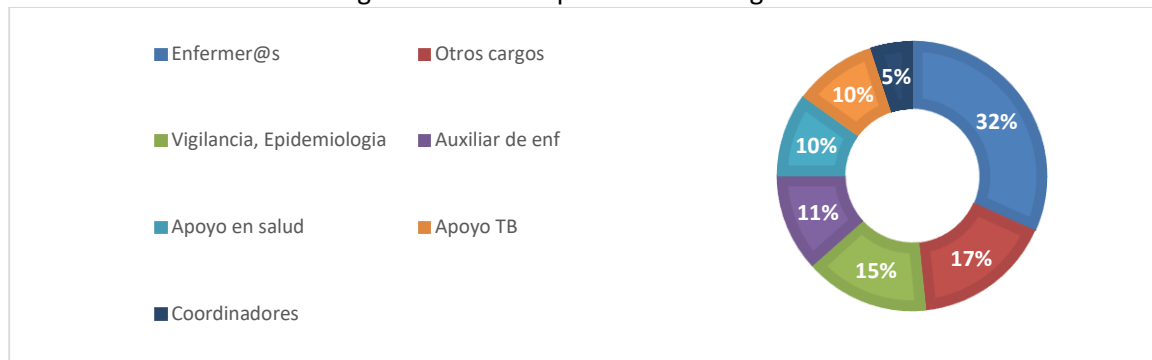 Enfermer@s
Otros cargos
Vigilancia, Epidemiologia
Auxiliar de enf
Apoyo en salud
Apoyo TB
Coordinadores
5%
10%
32%
10%
11%
17%
15%